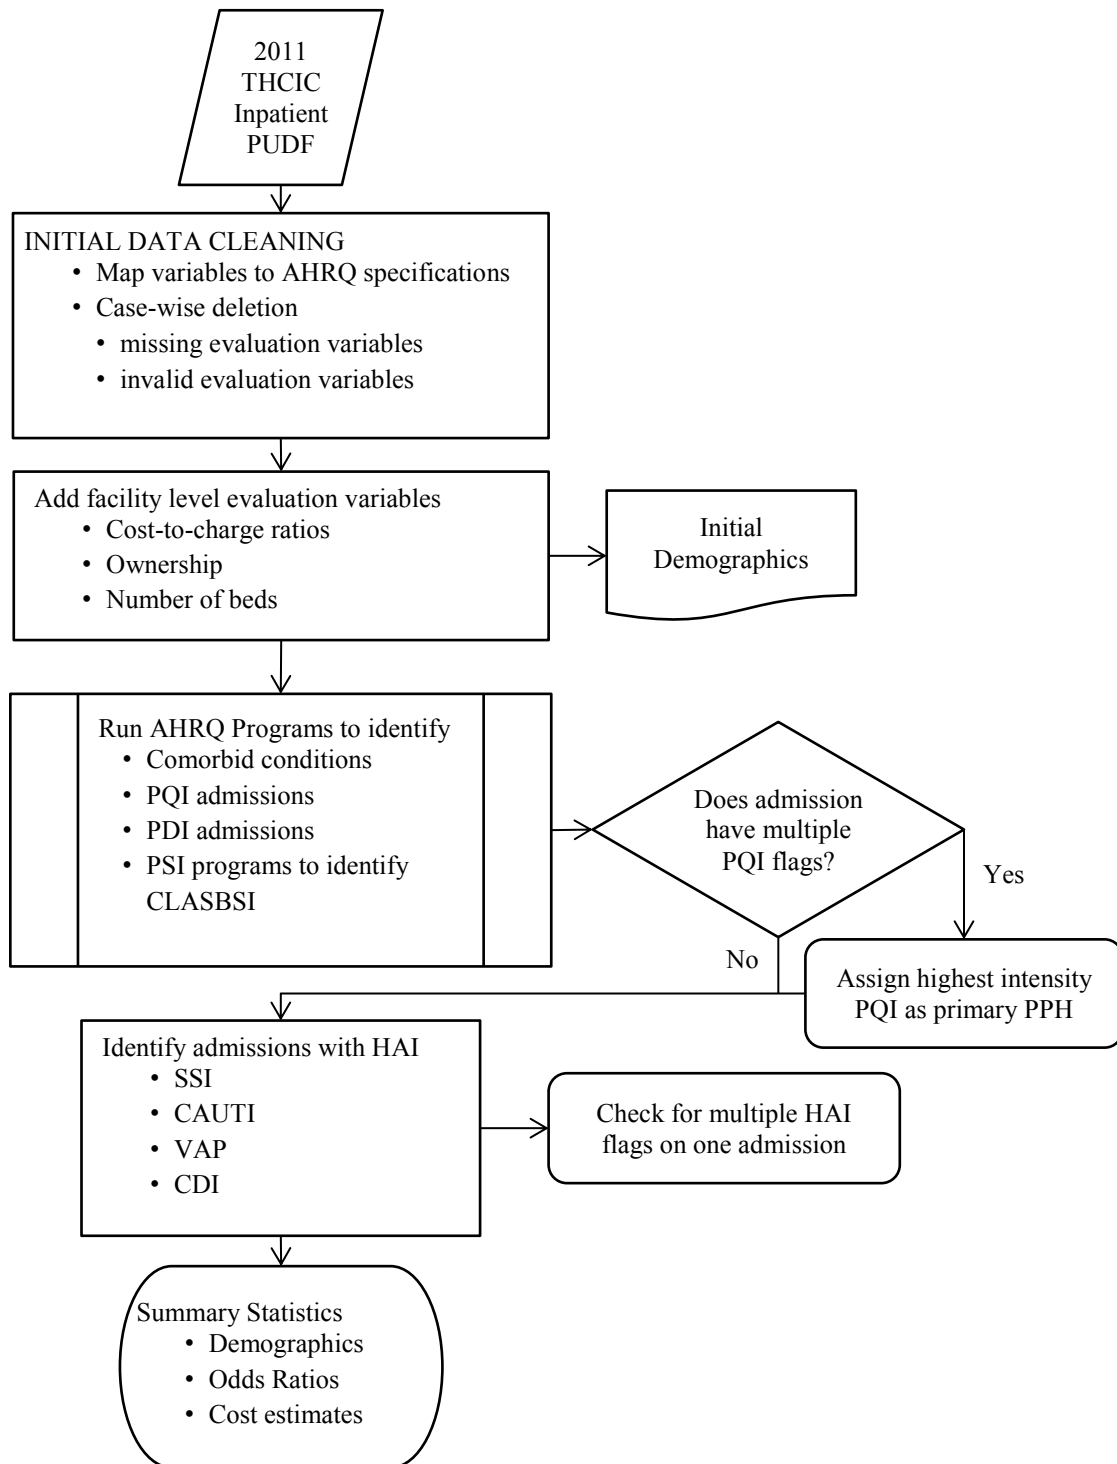 2011
THCIC
Inpatient
PUDF
INITIAL DATA CLEANING
• Map variables to AHRQ specifications
• Case-wise deletion
• missing evaluation variables
• invalid evaluation variables
Add facility level evaluation variables
• Cost-to-charge ratios
• Ownership
• Number of beds
Initial
Demographics
Run AHRQ Programs to identify
• Comorbid conditions
• PQI admissions
• PDI admissions
• PSI programs to identify
CLASBSI
Does admission
have multiple
PQI flags?
Yes
No
Assign highest intensity
PQI as primary PPH
Identify admissions with HAI
• SSI
• CAUTI
• VAP
• CDI
Check for multiple HAI
flags on one admission
Summary Statistics
• Demographics
• Odds Ratios
• Cost estimates